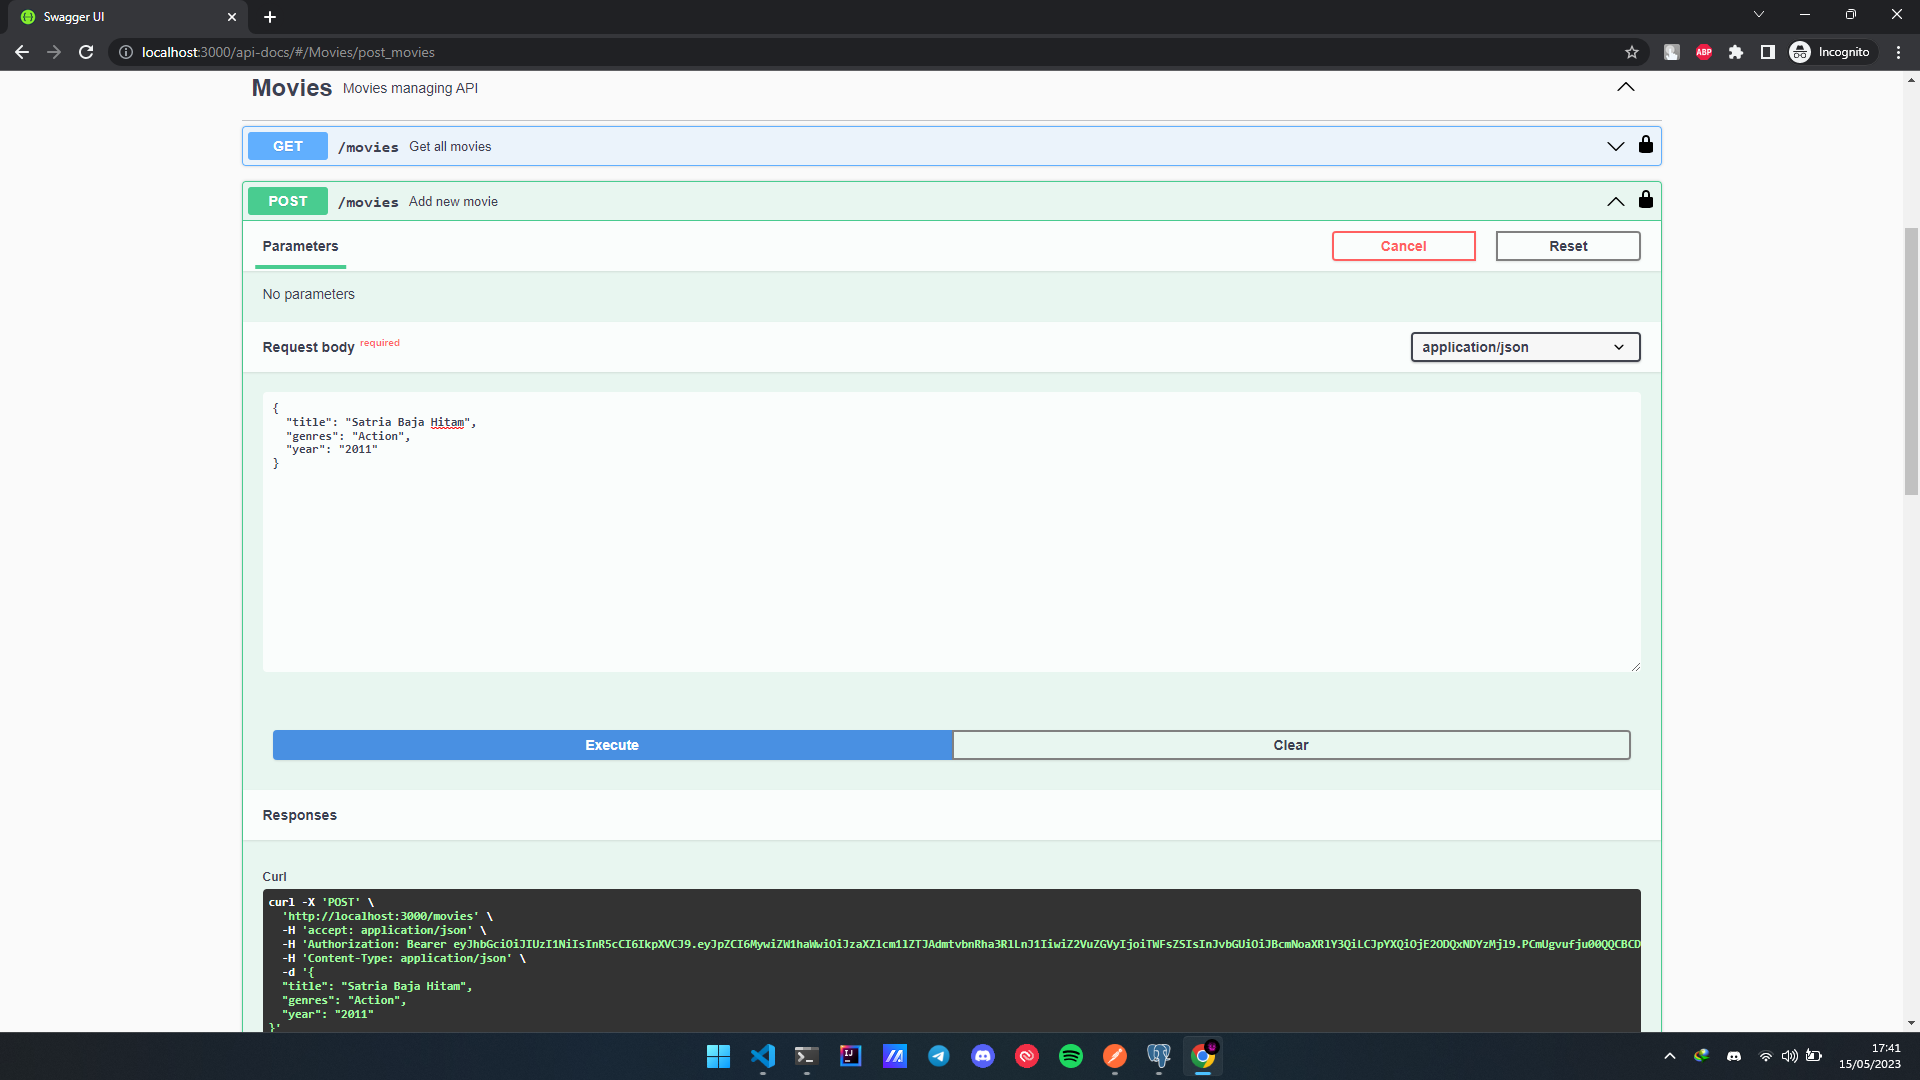 Swagger UI
localhost:3000/api-docs/#/Movies/post_movies
ABP
Incognito
Movies Movies managing API
GET /movies Get all movies
POST /movies Add new movie
Parameters
Cancel
Reset
No parameters
Request body required
application/json
{
  "title": "Satria Baja Hitam",
  "genres": "Action",
  "year": "2011"
}
Execute
Clear
Responses
Curl
curl -X 'POST' \
  'http://localhost:3000/movies' \
  -H 'accept: application/json' \
  -H 'Authorization: Bearer
  -H 'Content-Type: application/json' \
  -d '{
  "title": "Satria Baja Hitam",
  "genres": "Action",
  "year": "2011"
}'
17:41
15/05/2023